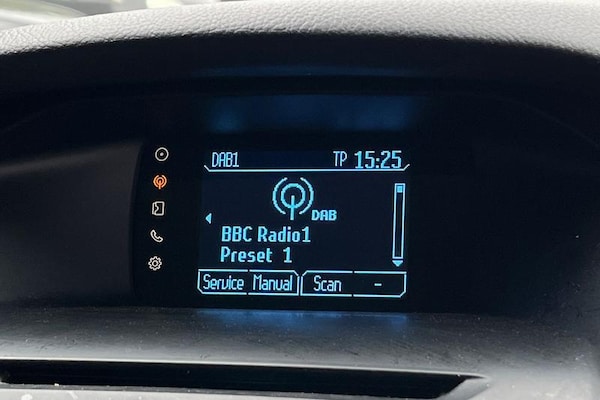 DAB1 TP 15:25
DAB
BBC Radio1
Preset 1
Service Manual Scan -